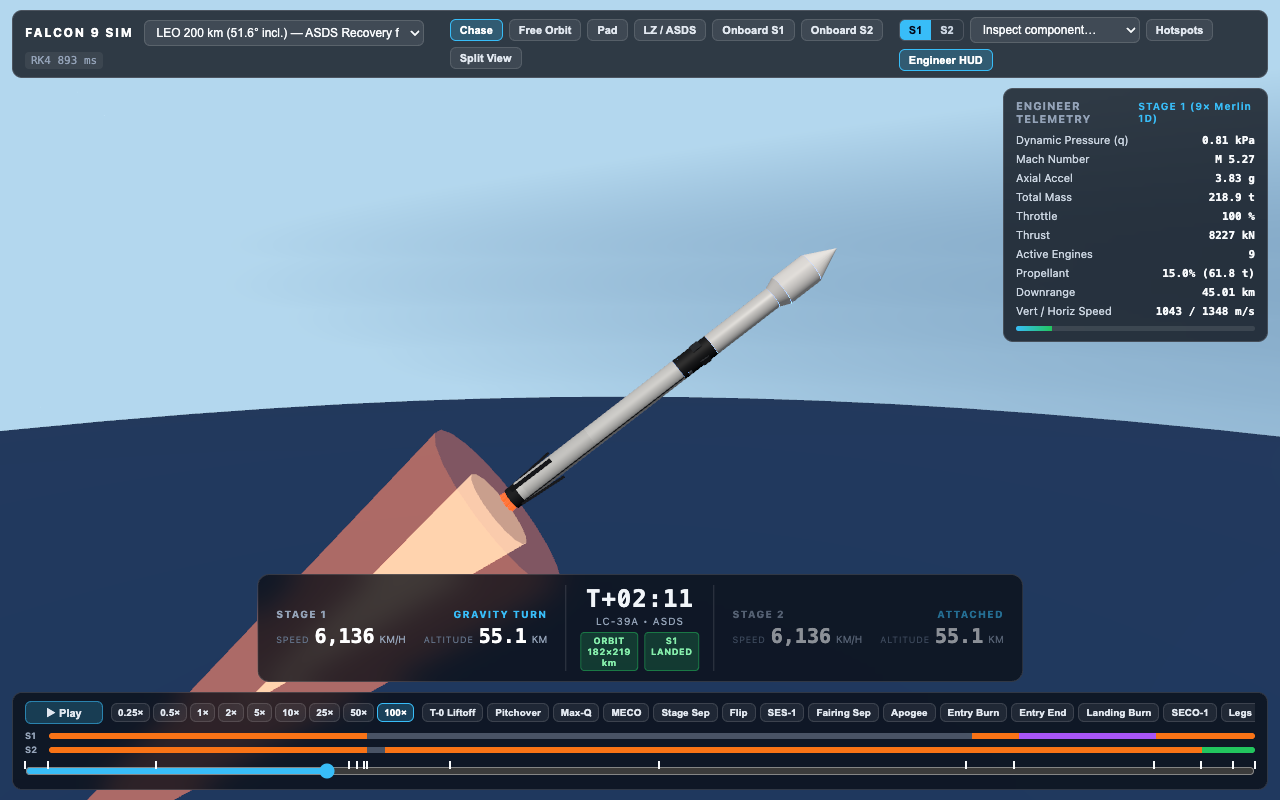 FALCON 9 SIM
LEO 200 km (51.6° incl.) — ASDS Recovery f
RK4 893 ms
Chase
Free Orbit
Pad
LZ / ASDS
Onboard S1
Onboard S2
Split View
S1
S2
Inspect component…
Hotspots
Engineer HUD
ENGINEER TELEMETRY
STAGE 1 (9× Merlin 1D)
Dynamic Pressure (q) 0.81 kPa
Mach Number M 5.27
Axial Accel 3.83 g
Total Mass 218.9 t
Throttle 100 %
Thrust 8227 kN
Active Engines 9
Propellant 15.0% (61.8 t)
Downrange 45.01 km
Vert / Horiz Speed 1043 / 1348 m/s
STAGE 1 GRAVITY TURN
SPEED 6,136 KM/H ALTITUDE 55.1 KM
T+02:11
LC-39A • ASDS
ORBIT
182×219
km
S1
LANDED
STAGE 2 ATTACHED
SPEED 6,136 KM/H ALTITUDE 55.1 KM
▶ Play
0.25×
0.5×
1×
2×
5×
10×
25×
50×
100×
T-0 Liftoff
Pitchover
Max-Q
MECO
Stage Sep
Flip
SES-1
Fairing Sep
Apogee
Entry Burn
Entry End
Landing Burn
SECO-1
Legs
S1
S2